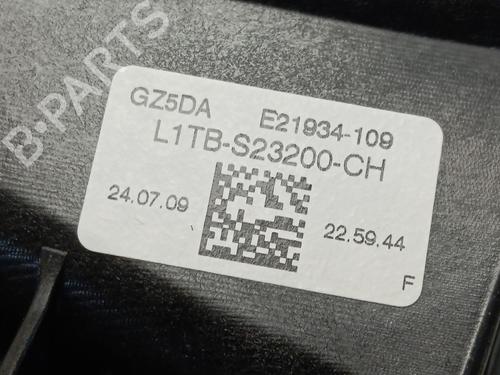 B-PARTS
GZ5DA E21934-109
L1TB-S23200-CH
24.07.09 22.59.44
F